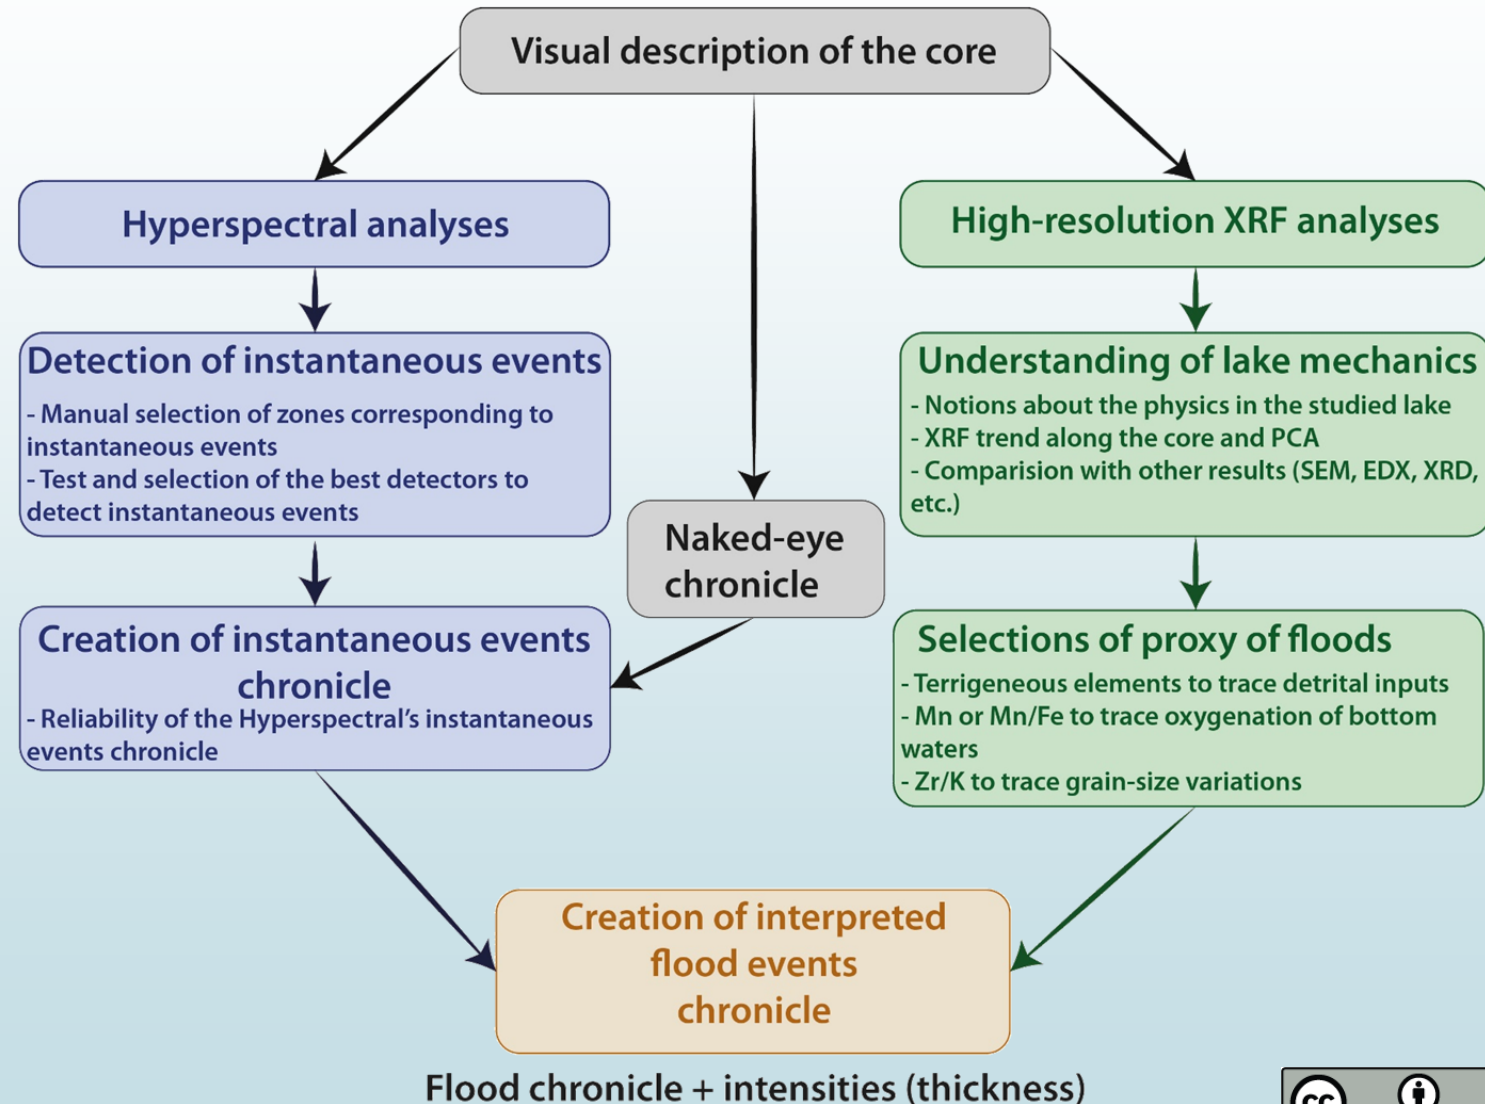 Visual description of the core
Hyperspectral analyses
High-resolution XRF analyses
Detection of instantaneous events
- Manual selection of zones corresponding to
instantaneous events
- Test and selection of the best detectors to
detect instantaneous events
Understanding of lake mechanics
- Notions about the physics in the studied lake
- XRF trend along the core and PCA
- Comparision with other results (SEM, EDX, XRD,
etc.)
Naked-eye
chronicle
Creation of instantaneous events
chronicle
- Reliability of the Hyperspectral's instantaneous
events chronicle
Selections of proxy of floods
- Terrigeneous elements to trace detrital inputs
- Mn or Mn/Fe to trace oxygenation of bottom
waters
- Zr/K to trace grain-size variations
Creation of interpreted
flood events
chronicle
Flood chronicle + intensities (thickness)
cc